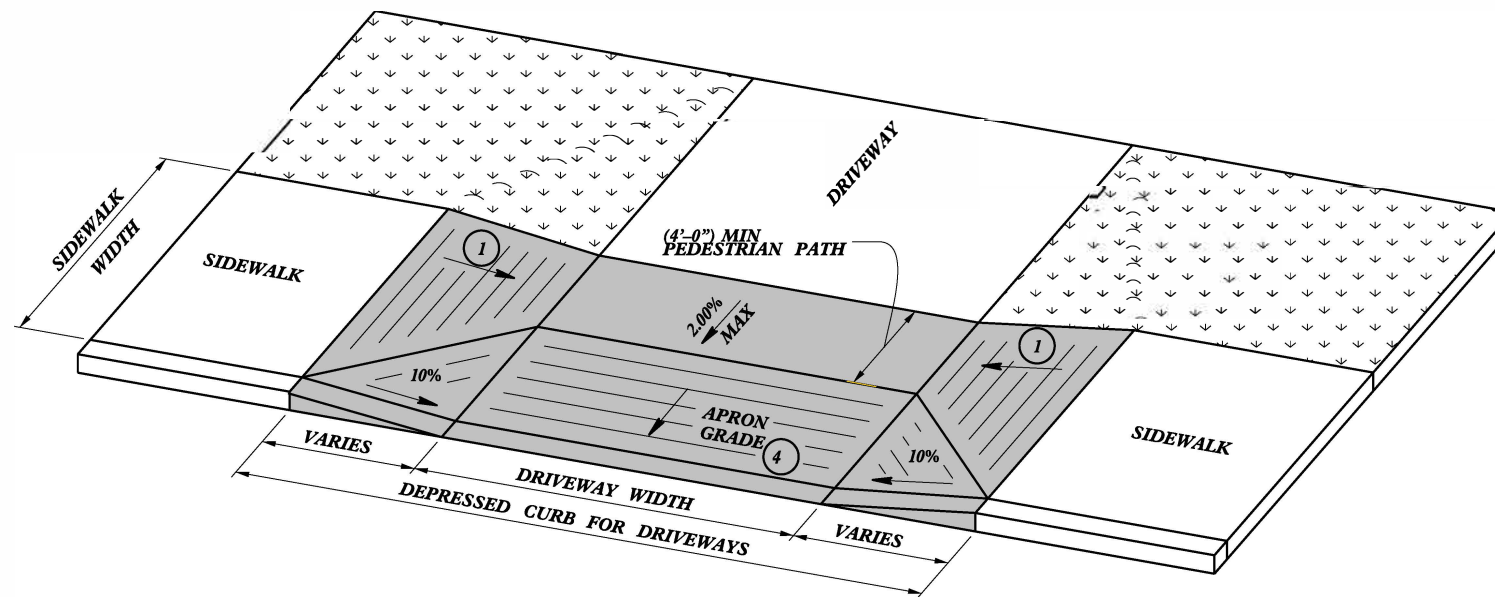 DRIVEWAY
SIDEWALK
WIDTH
(4'–0") MIN
PEDESTRIAN PATH
1
SIDEWALK
2.00%
MAX
1
10%
APRON
GRADE
4
10%
SIDEWALK
VARIES
DRIVEWAY WIDTH
DEPRESSED CURB FOR DRIVEWAYS
VARIES